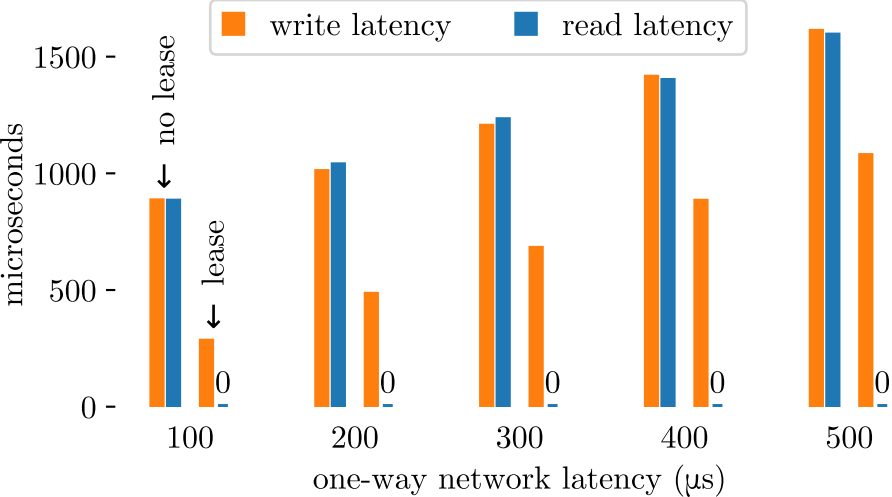 write latency
read latency
microseconds
1500
1000
500
0
↓ no lease
↓ lease
0
0
0
0
0
100
200
300
400
500
one-way network latency (μs)